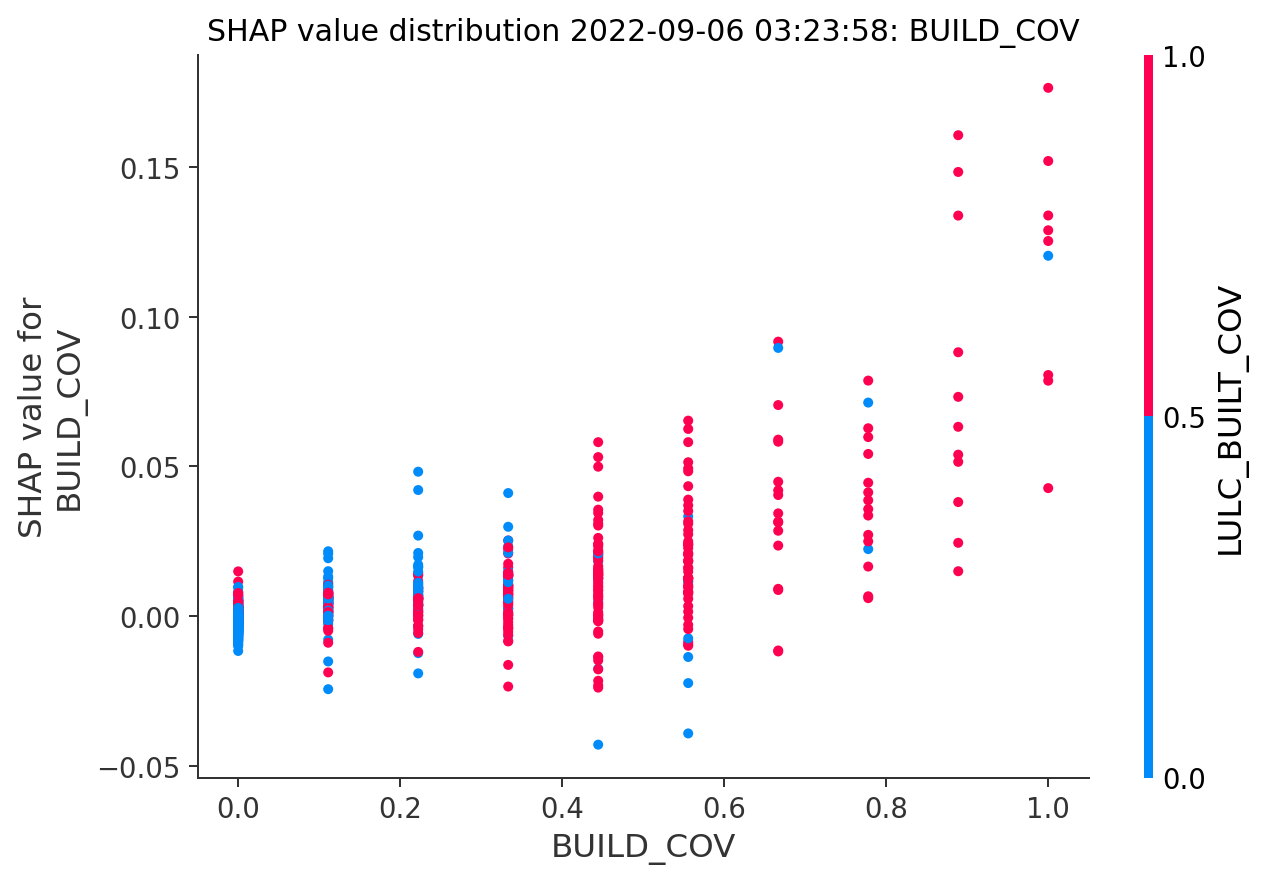 SHAP value distribution 2022-09-06 03:23:58: BUILD_COV
SHAP value for
BUILD_COV
0.15
0.10
0.05
0.00
−0.05
0.0 0.2 0.4 0.6 0.8 1.0
BUILD_COV
1.0
0.5
0.0
LULC_BUILT_COV